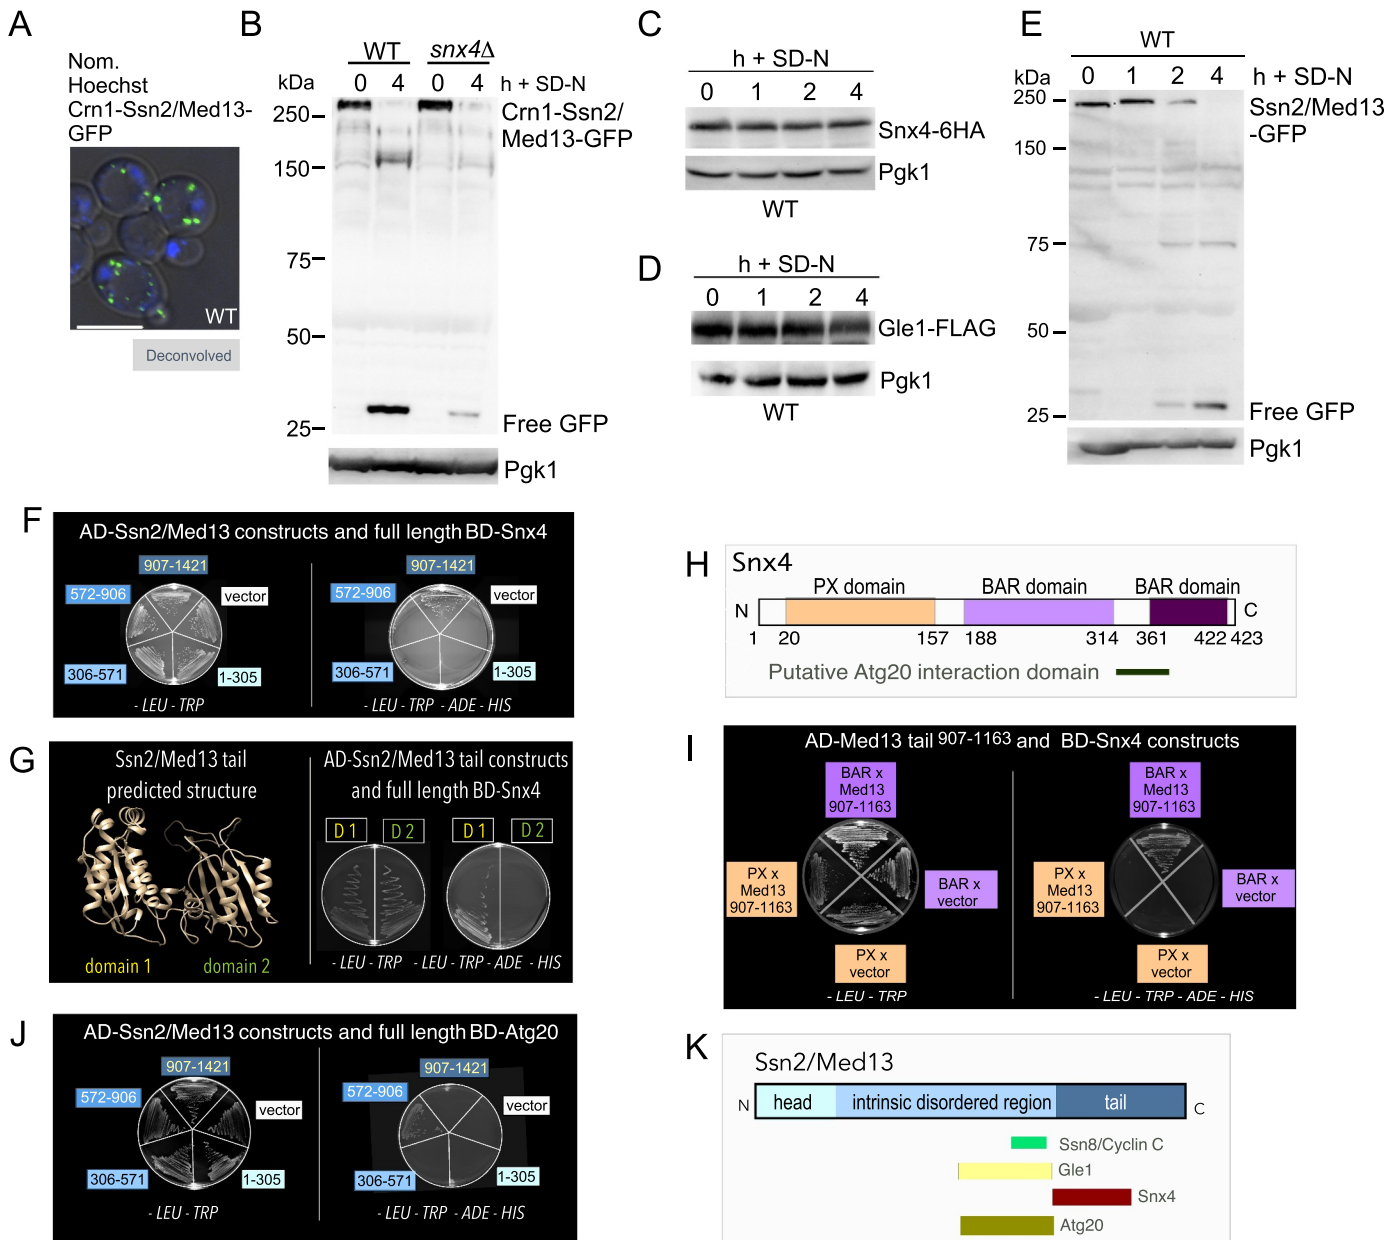 A
Nom.
Hoechst
Crn1-Ssn2/Med13-
GFP
WT
Deconvolved
B
WT snx4Δ
kDa 0 4 0 4 h + SD-N
250
150
75
50
25
Crn1-Ssn2/
Med13-GFP
Free GFP
Pgk1
C
h + SD-N
0 1 2 4
Snx4-6HA
Pgk1
WT
D
h + SD-N
0 1 2 4
Gle1-FLAG
Pgk1
WT
E
WT
0 1 2 4 h + SD-N
kDa
250
150
75
50
25
Ssn2/Med13
-GFP
Free GFP
Pgk1
F
AD-Ssn2/Med13 constructs and full length BD-Snx4
907-1421
572-906
vector
306-571
1-305
- LEU - TRP
907-1421
572-906
vector
306-571
1-305
- LEU - TRP - ADE - HIS
G
Ssn2/Med13 tail
predicted structure
domain 1 domain 2
AD-Ssn2/Med13 tail constructs
and full length BD-Snx4
D 1 D 2 D 1 D 2
- LEU - TRP - LEU - TRP - ADE - HIS
H
Snx4
PX domain BAR domain BAR domain
N C
1 20 157 188 314 361 422 423
Putative Atg20 interaction domain
I
AD-Med13 tail 907-1163 and BD-Snx4 constructs
BAR x
Med13
907-1163
PX x
Med13
907-1163
BAR x
vector
PX x
vector
- LEU - TRP
BAR x
Med13
907-1163
PX x
Med13
907-1163
BAR x
vector
PX x
vector
- LEU - TRP - ADE - HIS
J
AD-Ssn2/Med13 constructs and full length BD-Atg20
907-1421
572-906
vector
306-571
1-305
- LEU - TRP
907-1421
572-906
vector
306-571
1-305
- LEU - TRP - ADE - HIS
K
Ssn2/Med13
N head intrinsic disordered region tail C
Ssn8/Cyclin C
Gle1
Snx4
Atg20